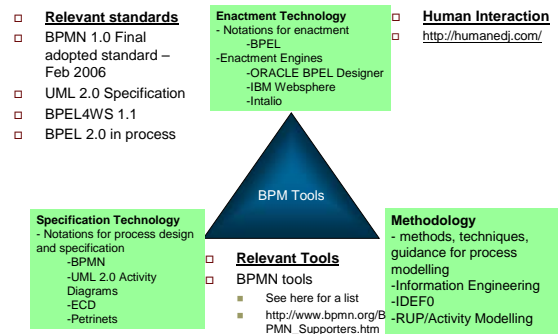 Relevant standards
BPMN 1.0 Final
adopted standard –
Feb 2006
UML 2.0 Specification
BPEL4WS 1.1
BPEL 2.0 in process
Enactment Technology
- Notations for enactment
-BPEL
-Enactment Engines
-ORACLE BPEL Designer
-IBM Websphere
-Intalio
Human Interaction
http://humanedj.com/
BPM Tools
Specification Technology
- Notations for process design
and specification
-BPMN
-UML 2.0 Activity
Diagrams
-ECD
-Petrinets
Relevant Tools
BPMN tools
See here for a list
http://www.bpmn.org/B
PMN_Supporters.htm
Methodology
- methods, techniques,
guidance for process
modelling
-Information Engineering
-IDEF0
-RUP/Activity Modelling